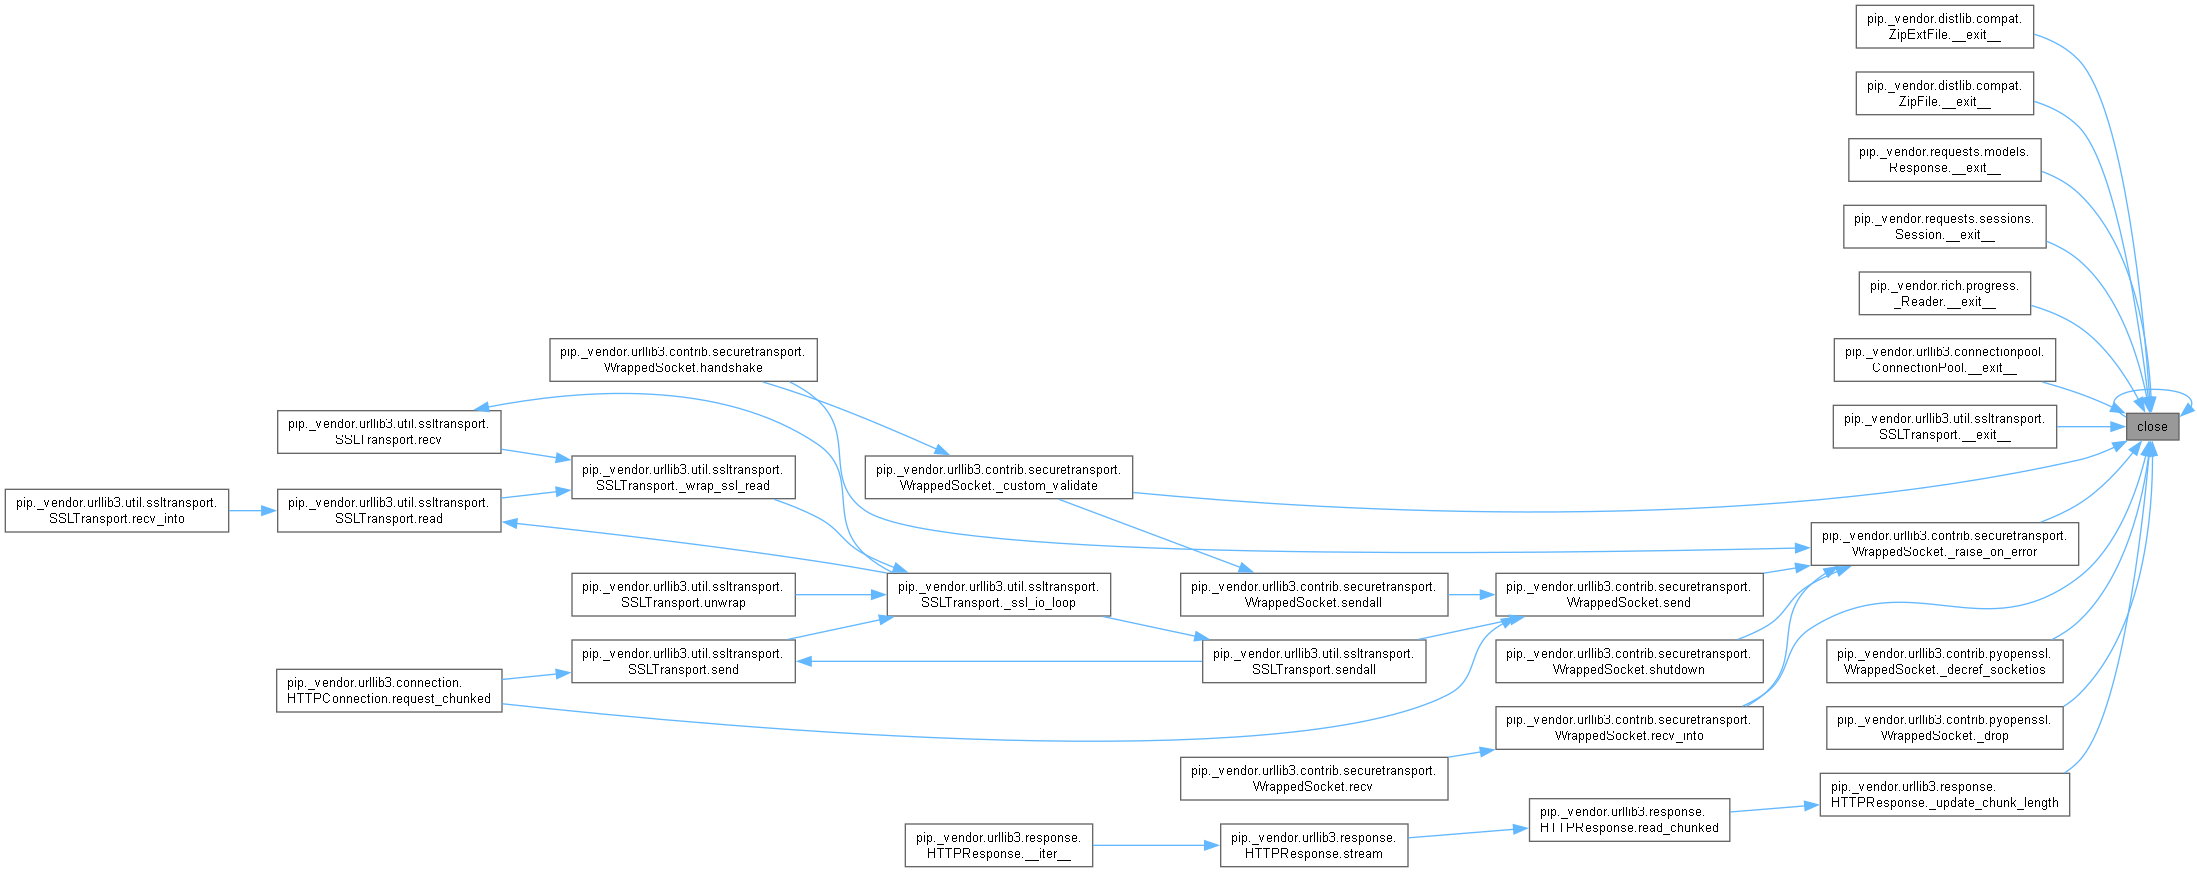 pip._vendor.distlib.compat.
ZipExtFile.__exit__
pip._vendor.distlib.compat.
ZipFile.__exit__
pip._vendor.requests.models.
Response.__exit__
pip._vendor.requests.sessions.
Session.__exit__
pip._vendor.rich.progress.
_Reader.__exit__
pip._vendor.urllib3.connectionpool.
ConnectionPool.__exit__
pip._vendor.urllib3.util.ssltransport.
SSLTransport.__exit__
close
pip._vendor.urllib3.contrib.securetransport.
WrappedSocket.handshake
pip._vendor.urllib3.util.ssltransport.
SSLTransport.recv
pip._vendor.urllib3.util.ssltransport.
SSLTransport._wrap_ssl_read
pip._vendor.urllib3.contrib.securetransport.
WrappedSocket._custom_validate
pip._vendor.urllib3.util.ssltransport.
SSLTransport.recv_into
pip._vendor.urllib3.util.ssltransport.
SSLTransport.read
pip._vendor.urllib3.contrib.securetransport.
WrappedSocket._raise_on_error
pip._vendor.urllib3.util.ssltransport.
SSLTransport.unwrap
pip._vendor.urllib3.util.ssltransport.
SSLTransport._ssl_io_loop
pip._vendor.urllib3.contrib.securetransport.
WrappedSocket.sendall
pip._vendor.urllib3.contrib.securetransport.
WrappedSocket.send
pip._vendor.urllib3.connection.
HTTPConnection.request_chunked
pip._vendor.urllib3.util.ssltransport.
SSLTransport.send
pip._vendor.urllib3.util.ssltransport.
SSLTransport.sendall
pip._vendor.urllib3.contrib.securetransport.
WrappedSocket.shutdown
pip._vendor.urllib3.contrib.pyopenssl.
WrappedSocket._decref_socketios
pip._vendor.urllib3.contrib.securetransport.
WrappedSocket.recv_into
pip._vendor.urllib3.contrib.pyopenssl.
WrappedSocket._drop
pip._vendor.urllib3.contrib.securetransport.
WrappedSocket.recv
pip._vendor.urllib3.response.
HTTPResponse._update_chunk_length
pip._vendor.urllib3.response.
HTTPResponse.read_chunked
pip._vendor.urllib3.response.
HTTPResponse.stream
pip._vendor.urllib3.response.
HTTPResponse.__iter__